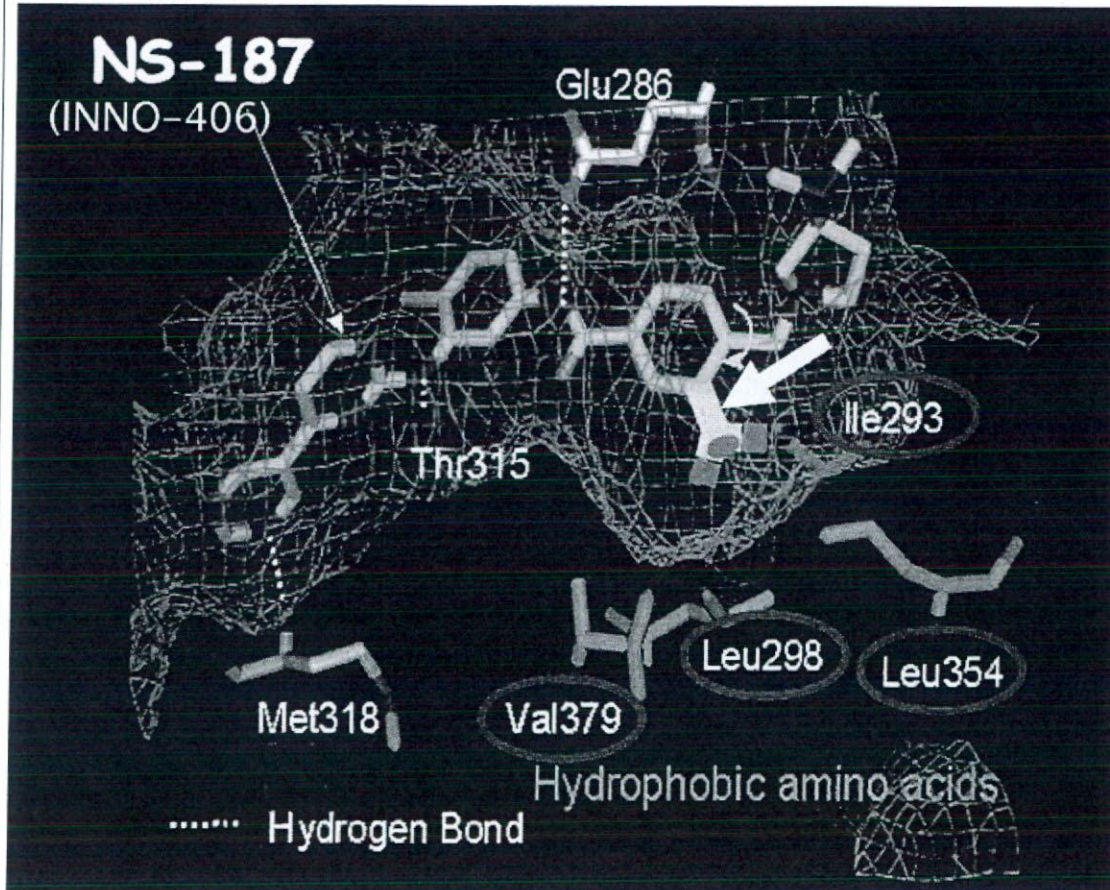 NS-187
(INNO-406)
Glu286
Ile293
Thr315
Leu298
Leu354
Met318
Val379
Hydrophobic amino acids
Hydrogen Bond